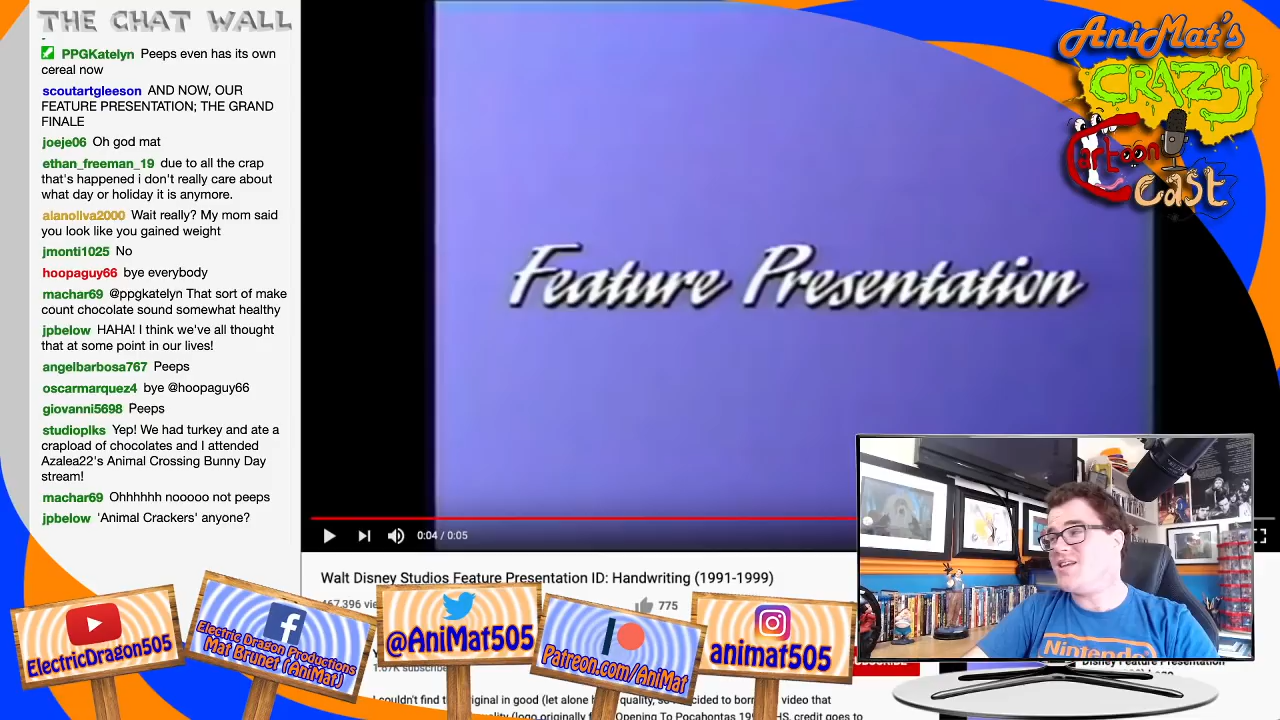 THE CHAT WALL
PPGKatelyn Peeps even has its own
cereal now
scoutartgleeson AND NOW, OUR
FEATURE PRESENTATION; THE GRAND
FINALE
joeje06 Oh god mat
ethan_freeman_19 due to all the crap
that's happened i don't really care about
what day or holiday it is anymore.
alanoliva2000 Wait really? My mom said
you look like you gained weight
jmonti1025 No
hoopaguy66 bye everybody
machar69 @ppgkatelyn That sort of make
count chocolate sound somewhat healthy
jpbelow HAHA! I think we've all thought
that at some point in our lives!
angelbarbosa767 Peeps
oscarmarquez4 bye @hoopaguy66
giovanni5698 Peeps
studioplks Yep! We had turkey and ate a
crapload of chocolates and I attended
Azalea22's Animal Crossing Bunny Day
stream!
machar69 Ohhhhhh nooooo not peeps
jpbelow 'Animal Crackers' anyone?
Feature Presentation
AniMat's
CRAZY
Cartoon
Cast
0:04 / 0:05
Walt Disney Studios Feature Presentation ID: Handwriting (1991-1999)
775
Nintendo
Disney Feature Presentation
ElectricDragon505
Electric Dragon Productions
Mat Brunet (AniMat)
@AniMat505
Patreon.com/AniMat
animat505